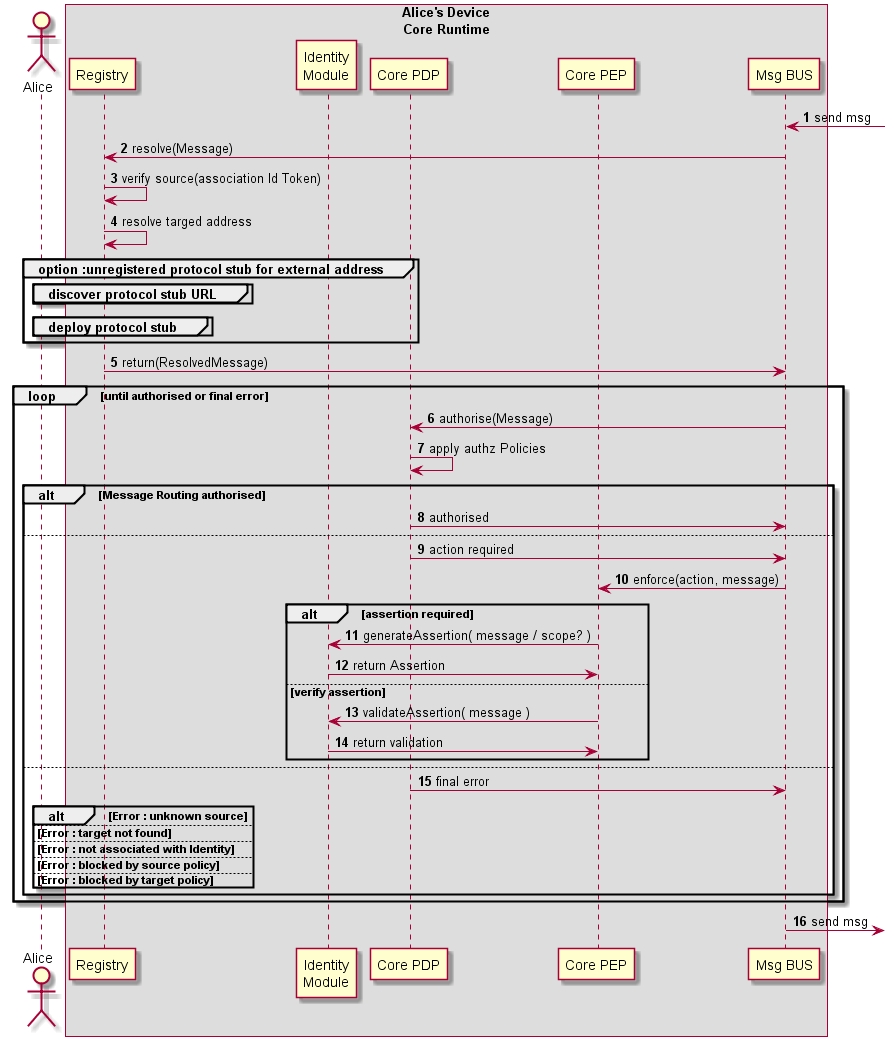 Alice's Device
Core Runtime
Alice
Registry
Identity
Module
Core PDP
Core PEP
Msg BUS
1 send msg
2 resolve(Message)
3 verify source(association Id Token)
4 resolve targed address
option :unregistered protocol stub for external address
discover protocol stub URL
deploy protocol stub
5 return(ResolvedMessage)
loop [until authorised or final error]
6 authorise(Message)
7 apply authz Policies
alt [Message Routing authorised]
8 authorised
9 action required
10 enforce(action, message)
alt [assertion required]
11 generateAssertion( message / scope? )
12 return Assertion
[verify assertion]
13 validateAssertion( message )
14 return validation
15 final error
alt [Error : unknown source]
[Error : target not found]
[Error : not associated with Identity]
[Error : blocked by source policy]
[Error : blocked by target policy]
16 send msg
Alice
Registry
Identity
Module
Core PDP
Core PEP
Msg BUS